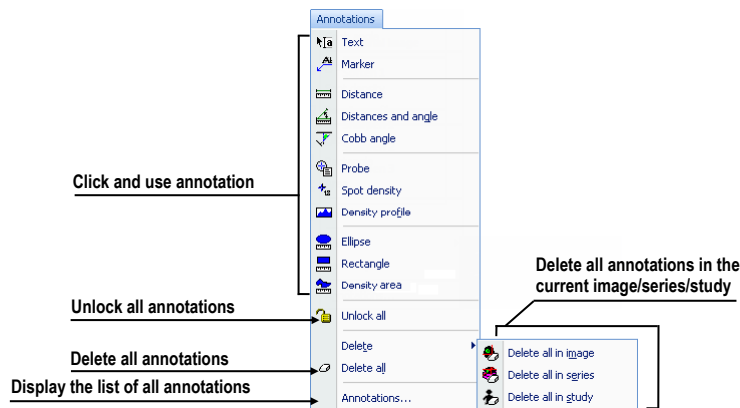 Annotations
Text
Marker
Distance
Distances and angle
Cobb angle
Probe
Click and use annotation
Spot density
Density profile
Ellipse
Rectangle
Delete all annotations in the
current image/series/study
Density area
Unlock all annotations
Unlock all
Delete
Delete all in image
Delete all annotations
Delete all
Delete all in series
Display the list of all annotations
Annotations...
Delete all in study